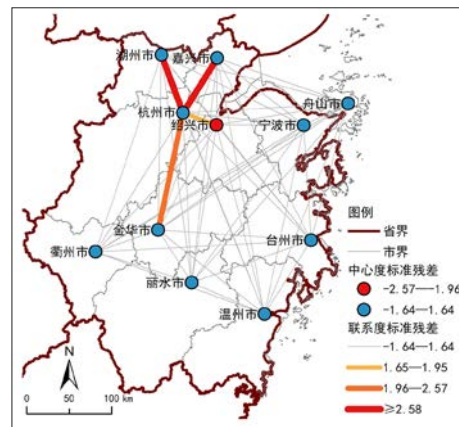 湖州市
嘉兴市
舟山市
杭州市
绍兴市
宁波市
金华市
台州市
衢州市
丽水市
温州市
图例
省界
市界
中心度标准残差
-2.57—-1.96
-1.64—1.64
联系度标准残差
-1.64—1.64
1.65—1.95
1.96—2.57
≥2.58
N
0 50 100 km